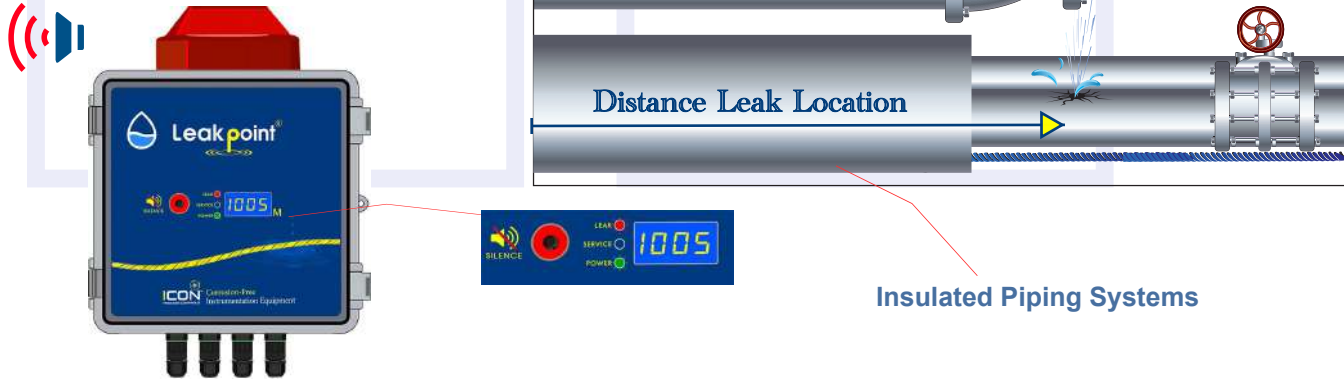 Leakpoint®
SILENCE
LEAK
SERVICE
POWER
1005 M
ICON
Corrosion-Free
Instrumentation Equipment
SILENCE
LEAK
SERVICE
POWER
1005
Distance Leak Location
Insulated Piping Systems